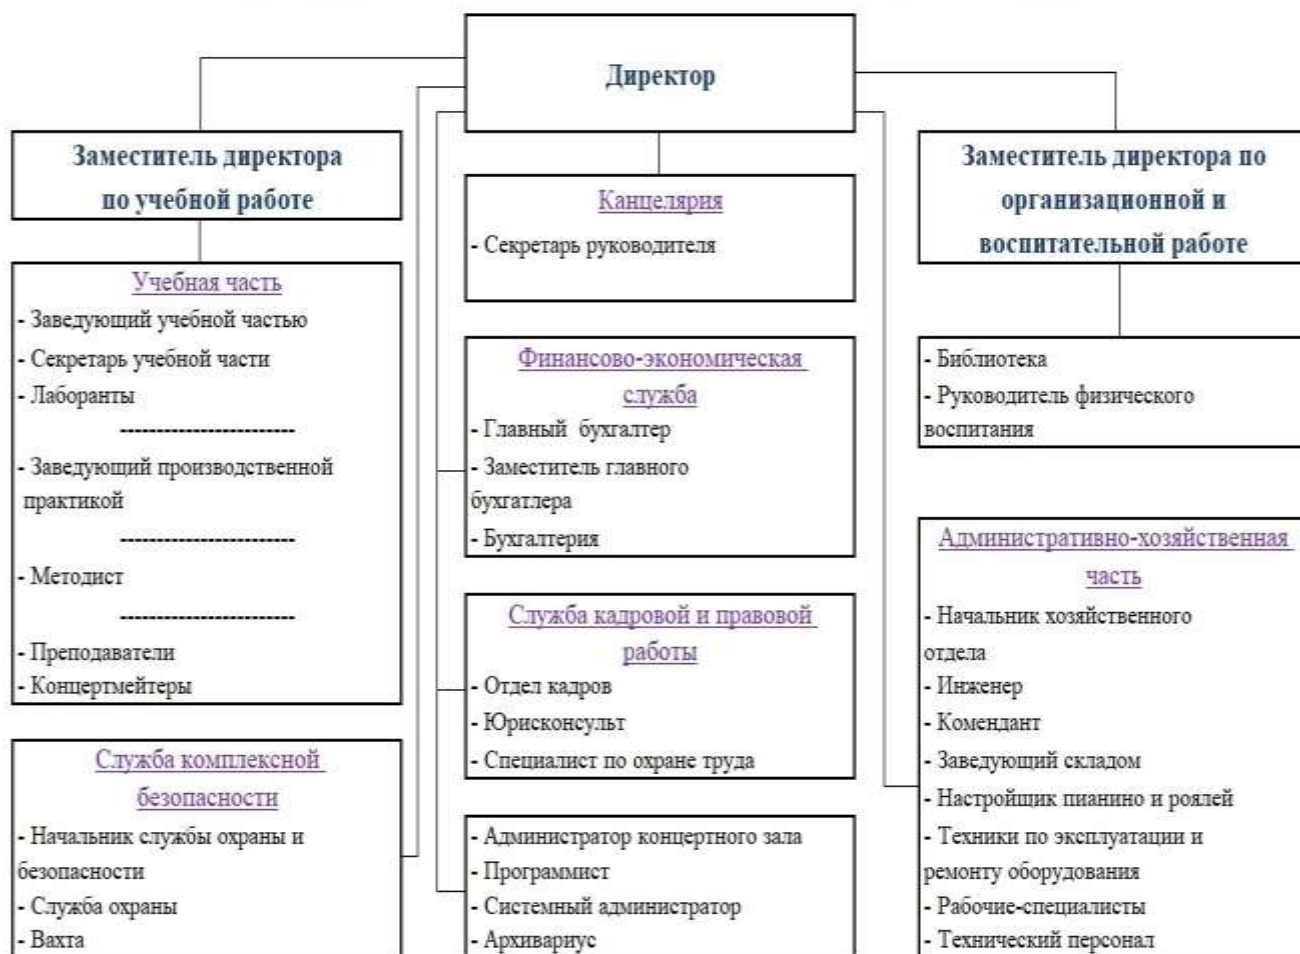 Директор
Заместитель директора
по учебной работе
Учебная часть
- Заведующий учебной частью
- Секретарь учебной части
- Лаборанты
------------------------
- Заведующий производственной
практикой
------------------------
- Методист
------------------------
- Преподаватели
- Концертмейтеры
Служба комплексной
безопасности
- Начальник службы охраны и
безопасности
- Служба охраны
- Вахта
Канцелярия
- Секретарь руководителя
Финансово-экономическая
служба
- Главный бухгалтер
- Заместитель главного
бухгатлера
- Бухгалтерия
Служба кадровой и правовой
работы
- Отдел кадров
- Юрисконсульт
- Специалист по охране труда
- Администратор концертного зала
- Программист
- Системный администратор
- Архивариус
Заместитель директора по
организационной и
воспитательной работе
- Библиотека
- Руководитель физического
воспитания
Административно-хозяйственная
часть
- Начальник хозяйственного
отдела
- Инженер
- Комендант
- Заведующий складом
- Настройщик пианино и роялей
- Техники по эксплуатации и
ремонту оборудования
- Рабочие-специалисты
- Технический персонал